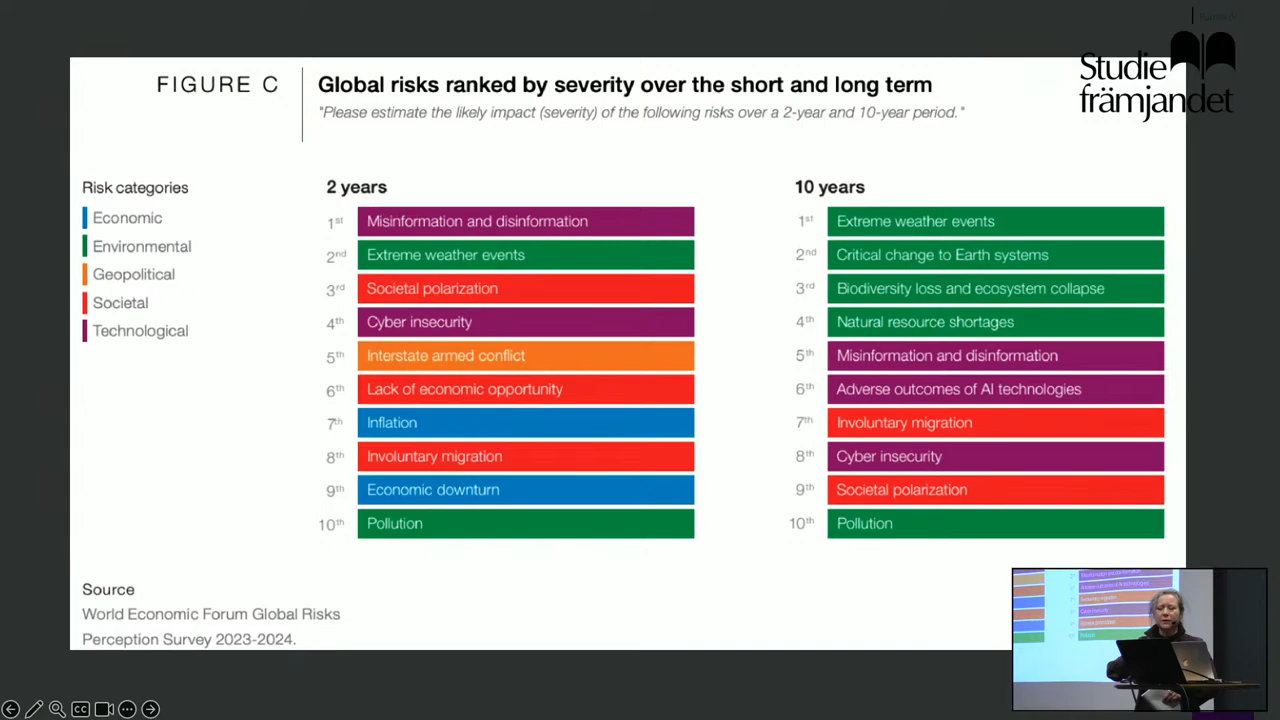 Studie
främjandet
FIGURE C
Global risks ranked by severity over the short and long term
"Please estimate the likely impact (severity) of the following risks over a 2-year and 10-year period."
Risk categories
Economic
Environmental
Geopolitical
Societal
Technological
2 years
1st Misinformation and disinformation
2nd Extreme weather events
3rd Societal polarization
4th Cyber insecurity
5th Interstate armed conflict
6th Lack of economic opportunity
7th Inflation
8th Involuntary migration
9th Economic downturn
10th Pollution
10 years
1st Extreme weather events
2nd Critical change to Earth systems
3rd Biodiversity loss and ecosystem collapse
4th Natural resource shortages
5th Misinformation and disinformation
6th Adverse outcomes of AI technologies
7th Involuntary migration
8th Cyber insecurity
9th Societal polarization
10th Pollution
Source
World Economic Forum Global Risks
Perception Survey 2023-2024.
CC